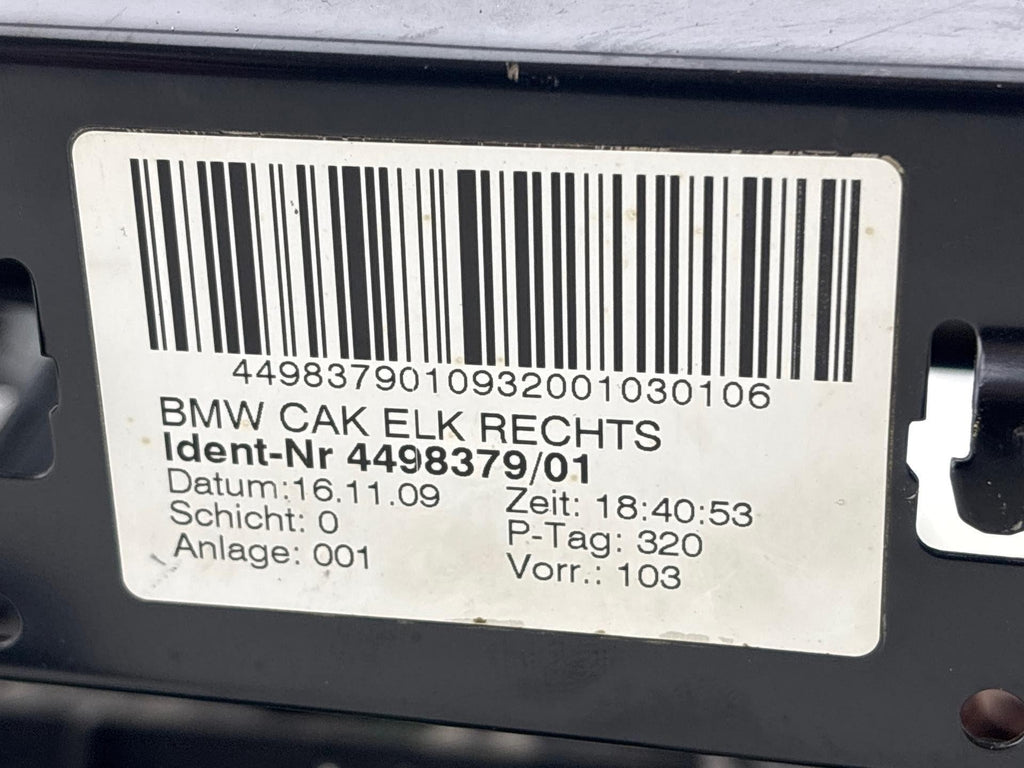 4498379010932001030106
BMW CAK ELK RECHTS
Ident-Nr 4498379/01
Datum:16.11.09 Zeit: 18:40:53
Schicht: 0 P-Tag: 320
Anlage: 001 Vorr.: 103